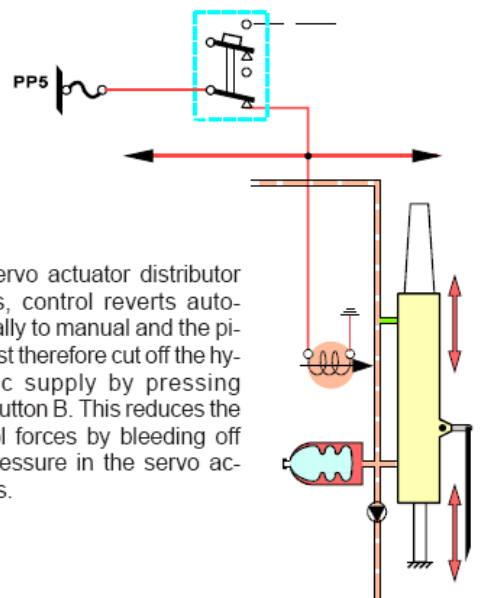 PP5
ervo actuator distributor
s, control reverts auto-
ally to manual and the pi-
st therefore cut off the hy-
c supply by pressing
utton B. This reduces the
ol forces by bleeding off
essure in the servo ac-
s.